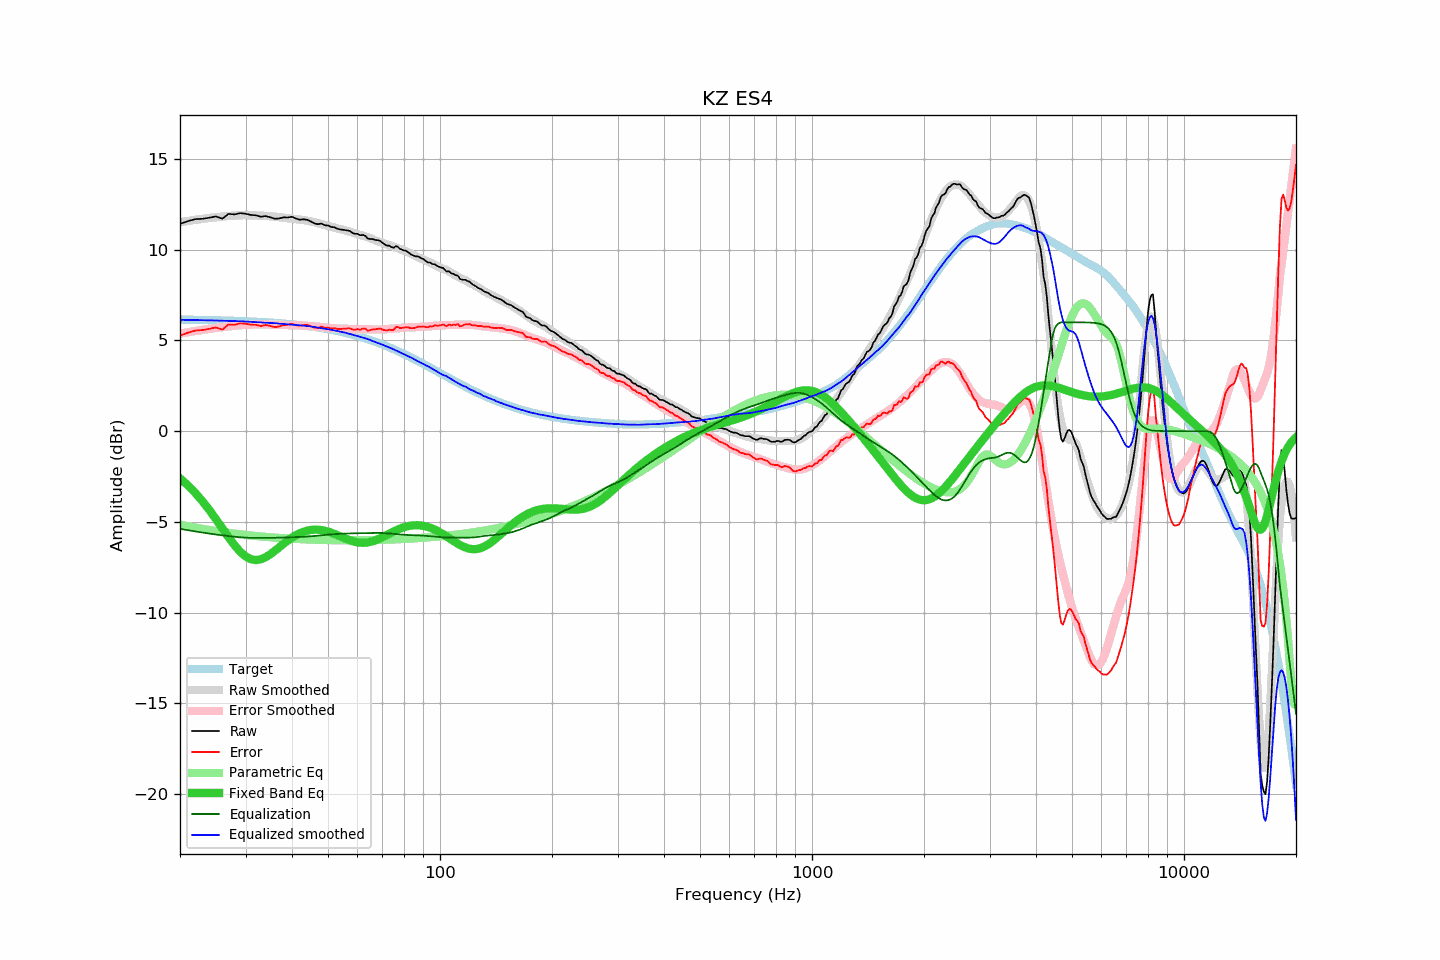 KZ ES4
15
10
5
0
−5
−10
−15
−20
Amplitude (dBr)
Target
Raw Smoothed
Error Smoothed
Raw
Error
Parametric Eq
Fixed Band Eq
Equalization
Equalized smoothed
100
1000
10000
Frequency (Hz)